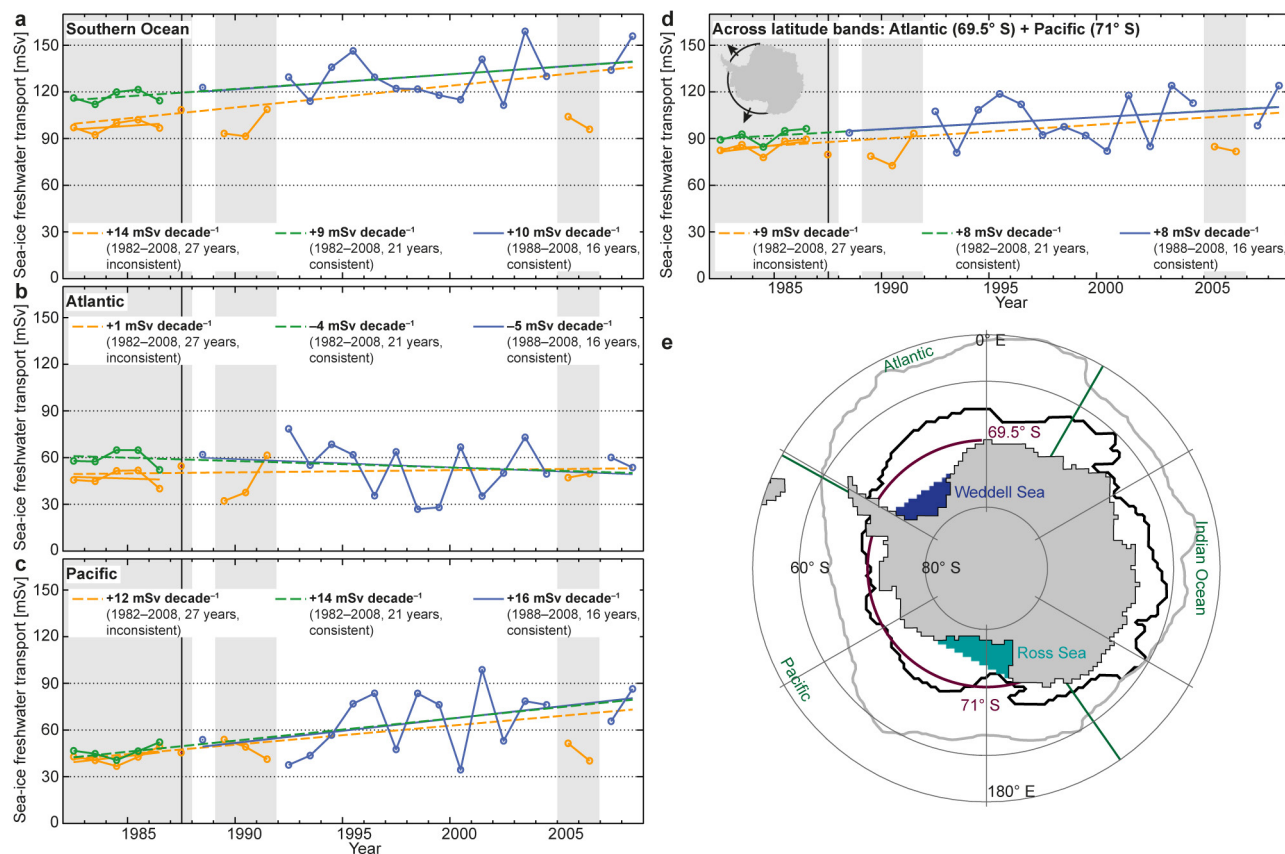 a
Southern Ocean
Sea-ice freshwater transport [mSv]
150
120
90
60
30
0
+14 mSv decade⁻¹
(1982–2008, 27 years,
inconsistent)
+9 mSv decade⁻¹
(1982–2008, 21 years,
consistent)
+10 mSv decade⁻¹
(1988–2008, 16 years,
consistent)
b
Atlantic
Sea-ice freshwater transport [mSv]
150
120
90
60
30
0
+1 mSv decade⁻¹
(1982–2008, 27 years,
inconsistent)
–4 mSv decade⁻¹
(1982–2008, 21 years,
consistent)
–5 mSv decade⁻¹
(1988–2008, 16 years,
consistent)
c
Pacific
Sea-ice freshwater transport [mSv]
150
120
90
60
30
0
+12 mSv decade⁻¹
(1982–2008, 27 years,
inconsistent)
+14 mSv decade⁻¹
(1982–2008, 21 years,
consistent)
+16 mSv decade⁻¹
(1988–2008, 16 years,
consistent)
1985 1990 1995 2000 2005
Year
d
Across latitude bands: Atlantic (69.5° S) + Pacific (71° S)
Sea-ice freshwater transport [mSv]
150
120
90
60
30
0
+9 mSv decade⁻¹
(1982–2008, 27 years,
inconsistent)
+8 mSv decade⁻¹
(1982–2008, 21 years,
consistent)
+8 mSv decade⁻¹
(1988–2008, 16 years,
consistent)
1985 1990 1995 2000 2005
Year
e
0° E
Atlantic
69.5° S
Weddell Sea
Indian Ocean
60° S
80° S
Ross Sea
Pacific
71° S
180° E